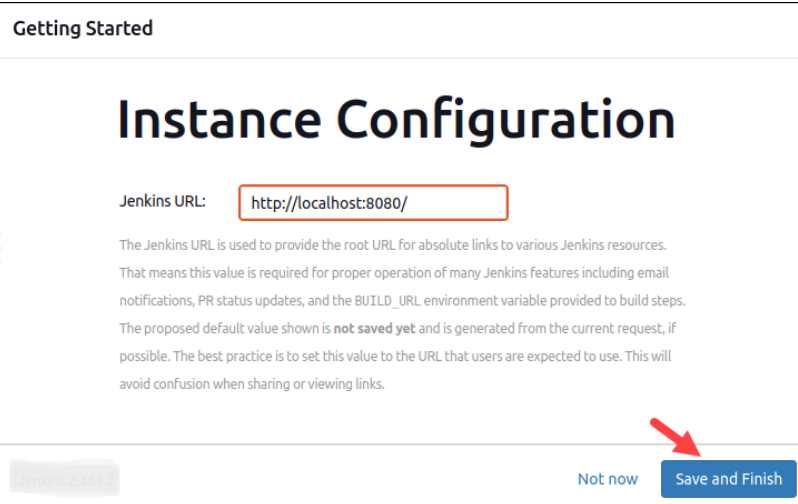 Getting Started
Instance Configuration
Jenkins URL:
http://localhost:8080/
The Jenkins URL is used to provide the root URL for absolute links to various Jenkins resources.
That means this value is required for proper operation of many Jenkins features including email
notifications, PR status updates, and the BUILD_URL environment variable provided to build steps.
The proposed default value shown is not saved yet and is generated from the current request, if
possible. The best practice is to set this value to the URL that users are expected to use. This will
avoid confusion when sharing or viewing links.
Jenkins 2.361.2
Not now
Save and Finish